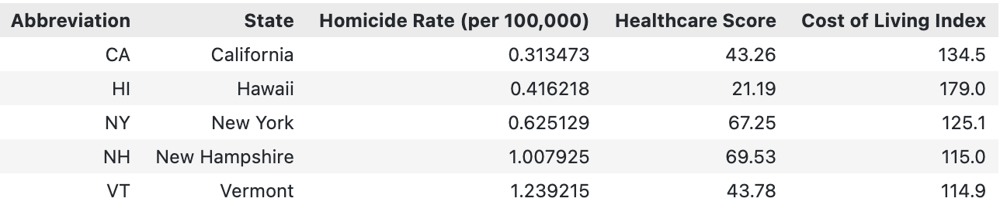 Abbreviation State Homicide Rate (per 100,000) Healthcare Score Cost of Living Index
CA California 0.313473 43.26 134.5
HI Hawaii 0.416218 21.19 179.0
NY New York 0.625129 67.25 125.1
NH New Hampshire 1.007925 69.53 115.0
VT Vermont 1.239215 43.78 114.9